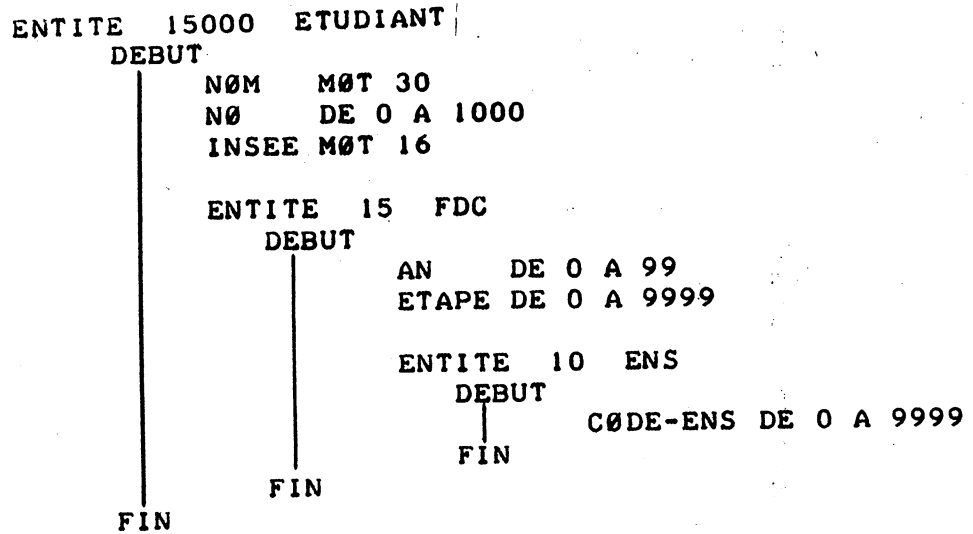 ENTITE 15000 ETUDIANT
DEBUT
NØM MØT 30
NØ DE 0 A 1000
INSEE MØT 16
ENTITE 15 FDC
DEBUT
AN DE 0 A 99
ETAPE DE 0 A 9999
ENTITE 10 ENS
DEBUT
CØDE-ENS DE 0 A 9999
FIN
FIN
FIN